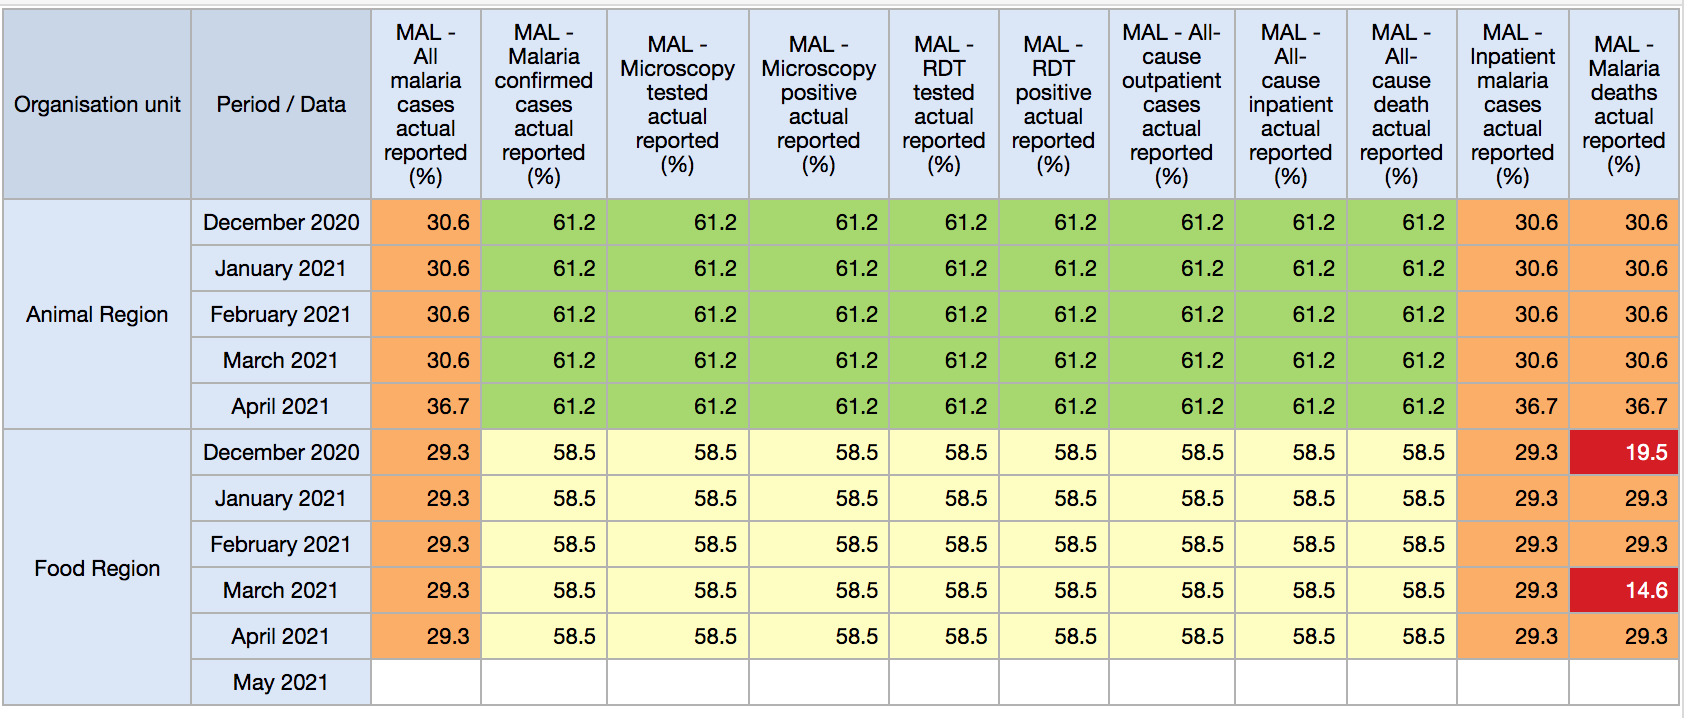 Organisation unit
Period / Data
MAL -
All
malaria
cases
actual
reported
(%)
MAL -
Malaria
confirmed
cases
actual
reported
(%)
MAL -
Microscopy
tested
actual
reported
(%)
MAL -
Microscopy
positive
actual
reported
(%)
MAL -
RDT
tested
actual
reported
(%)
MAL -
RDT
positive
actual
reported
(%)
MAL - All-
cause
outpatient
cases
actual
reported
(%)
MAL -
All-
cause
inpatient
actual
reported
(%)
MAL -
All-
cause
death
actual
reported
(%)
MAL -
Inpatient
malaria
cases
actual
reported
(%)
MAL -
Malaria
deaths
actual
reported
(%)
Animal Region
December 2020 30.6 61.2 61.2 61.2 61.2 61.2 61.2 61.2 61.2 30.6 30.6
January 2021 30.6 61.2 61.2 61.2 61.2 61.2 61.2 61.2 61.2 30.6 30.6
February 2021 30.6 61.2 61.2 61.2 61.2 61.2 61.2 61.2 61.2 30.6 30.6
March 2021 30.6 61.2 61.2 61.2 61.2 61.2 61.2 61.2 61.2 30.6 30.6
April 2021 36.7 61.2 61.2 61.2 61.2 61.2 61.2 61.2 61.2 36.7 36.7
Food Region
December 2020 29.3 58.5 58.5 58.5 58.5 58.5 58.5 58.5 58.5 29.3 19.5
January 2021 29.3 58.5 58.5 58.5 58.5 58.5 58.5 58.5 58.5 29.3 29.3
February 2021 29.3 58.5 58.5 58.5 58.5 58.5 58.5 58.5 58.5 29.3 29.3
March 2021 29.3 58.5 58.5 58.5 58.5 58.5 58.5 58.5 58.5 29.3 14.6
April 2021 29.3 58.5 58.5 58.5 58.5 58.5 58.5 58.5 58.5 29.3 29.3
May 2021